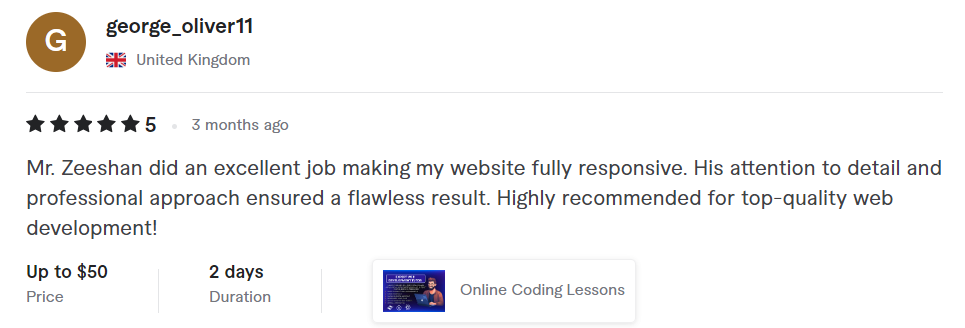 G
george_oliver11
United Kingdom
5
3 months ago
Mr. Zeeshan did an excellent job making my website fully responsive. His attention to detail and
professional approach ensured a flawless result. Highly recommended for top-quality web
development!
Up to $50
2 days
Price
Duration
Online Coding Lessons